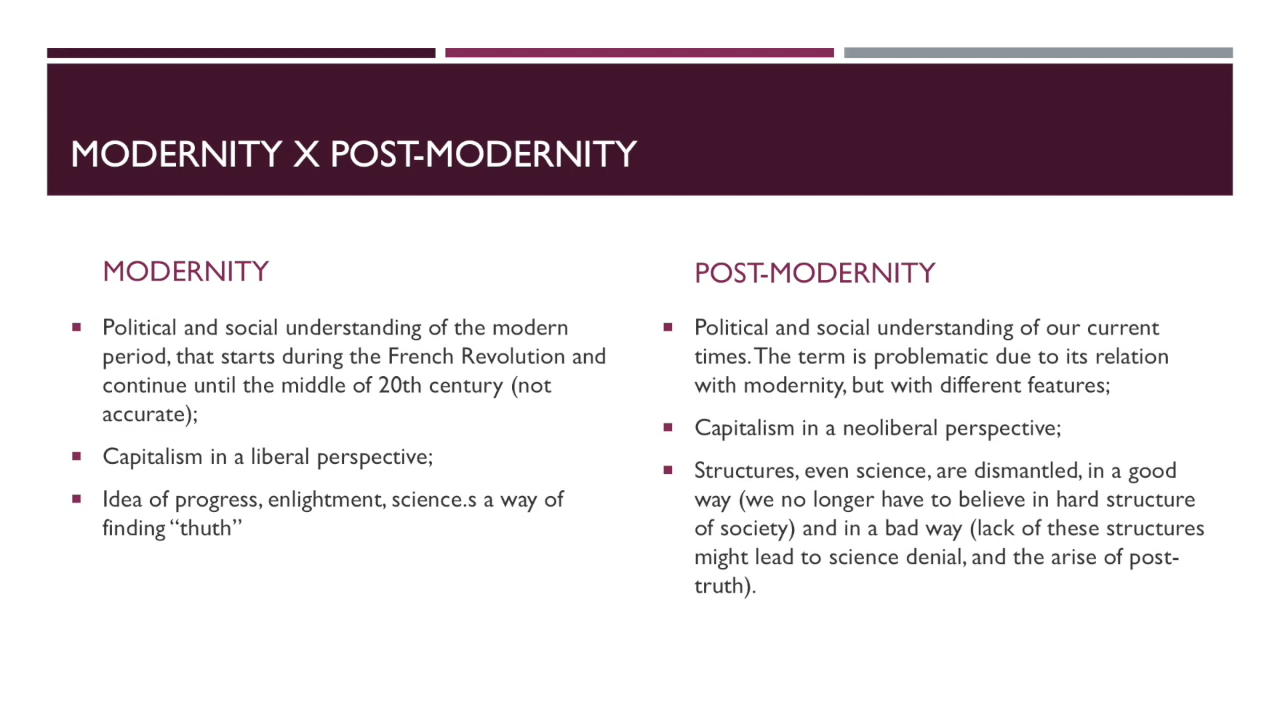 MODERNITY X POST-MODERNITY
MODERNITY
Political and social understanding of the modern
period, that starts during the French Revolution and
continue until the middle of 20th century (not
accurate);
Capitalism in a liberal perspective;
Idea of progress, enlightment, science.s a way of
finding “thuth”
POST-MODERNITY
Political and social understanding of our current
times. The term is problematic due to its relation
with modernity, but with different features;
Capitalism in a neoliberal perspective;
Structures, even science, are dismantled, in a good
way (we no longer have to believe in hard structure
of society) and in a bad way (lack of these structures
might lead to science denial, and the arise of post-
truth).